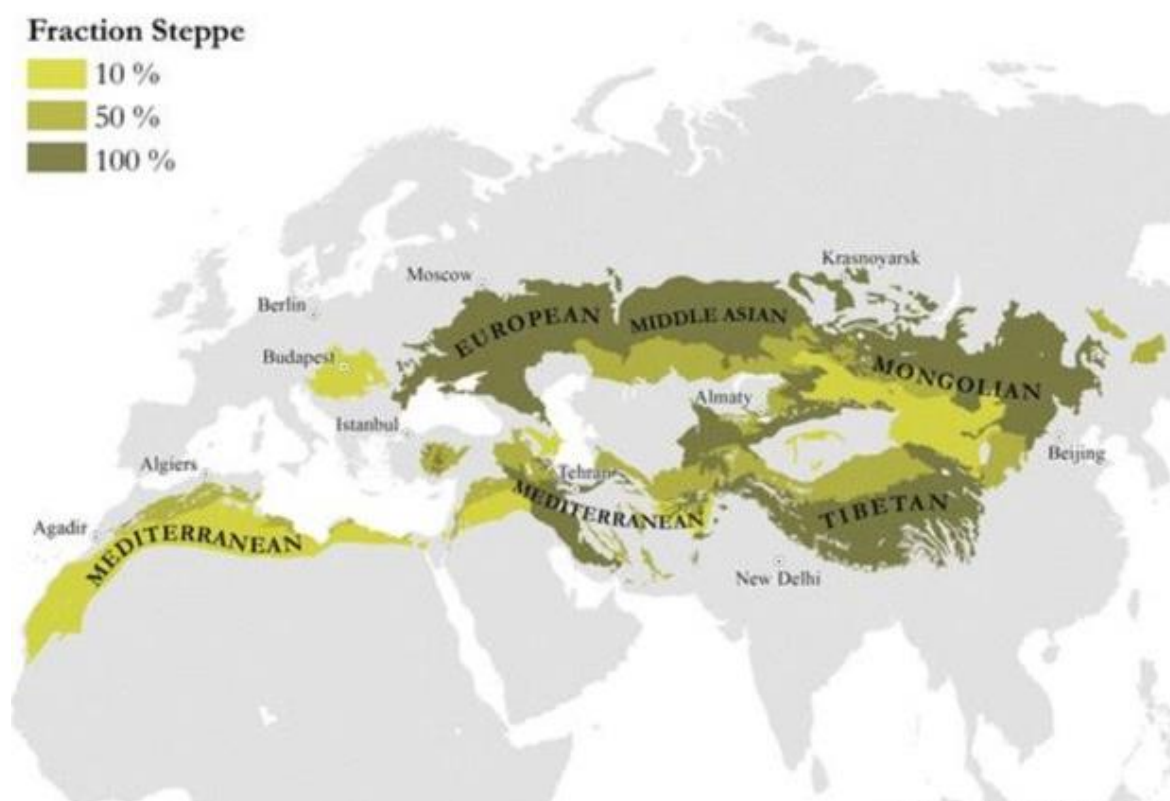 Fraction Steppe
10 %
50 %
100 %
Krasnoyarsk
Moscow
Berlin
EUROPEAN
MIDDLE ASIAN
Budapest
MONGOLIAN
Almaty
Istanbul
Beijing
Algiers
Tehran
MEDITERRANEAN
TIBETAN
Agadir
MEDITERRANEAN
New Delhi